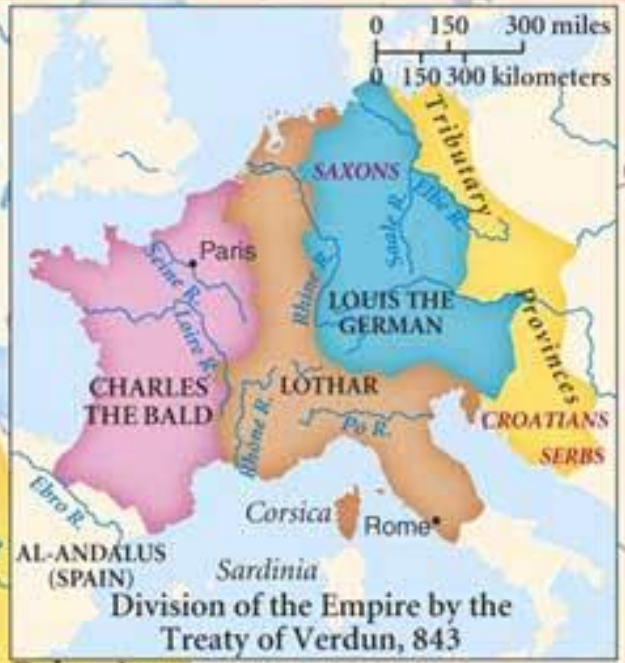 0 150 300 miles
0 150 300 kilometers
Tributary
SAXONS
Elbe R.
Saale R.
Paris
Seine R.
Rhine R.
LOUIS THE
GERMAN
Provinces
Loire R.
CHARLES
THE BALD
LOTHAR
Rhône R.
Po R.
CROATIANS
SERBS
Ebro R.
Corsica
Rome
AL-ANDALUS
(SPAIN)
Sardinia
Division of the Empire by the
Treaty of Verdun, 843